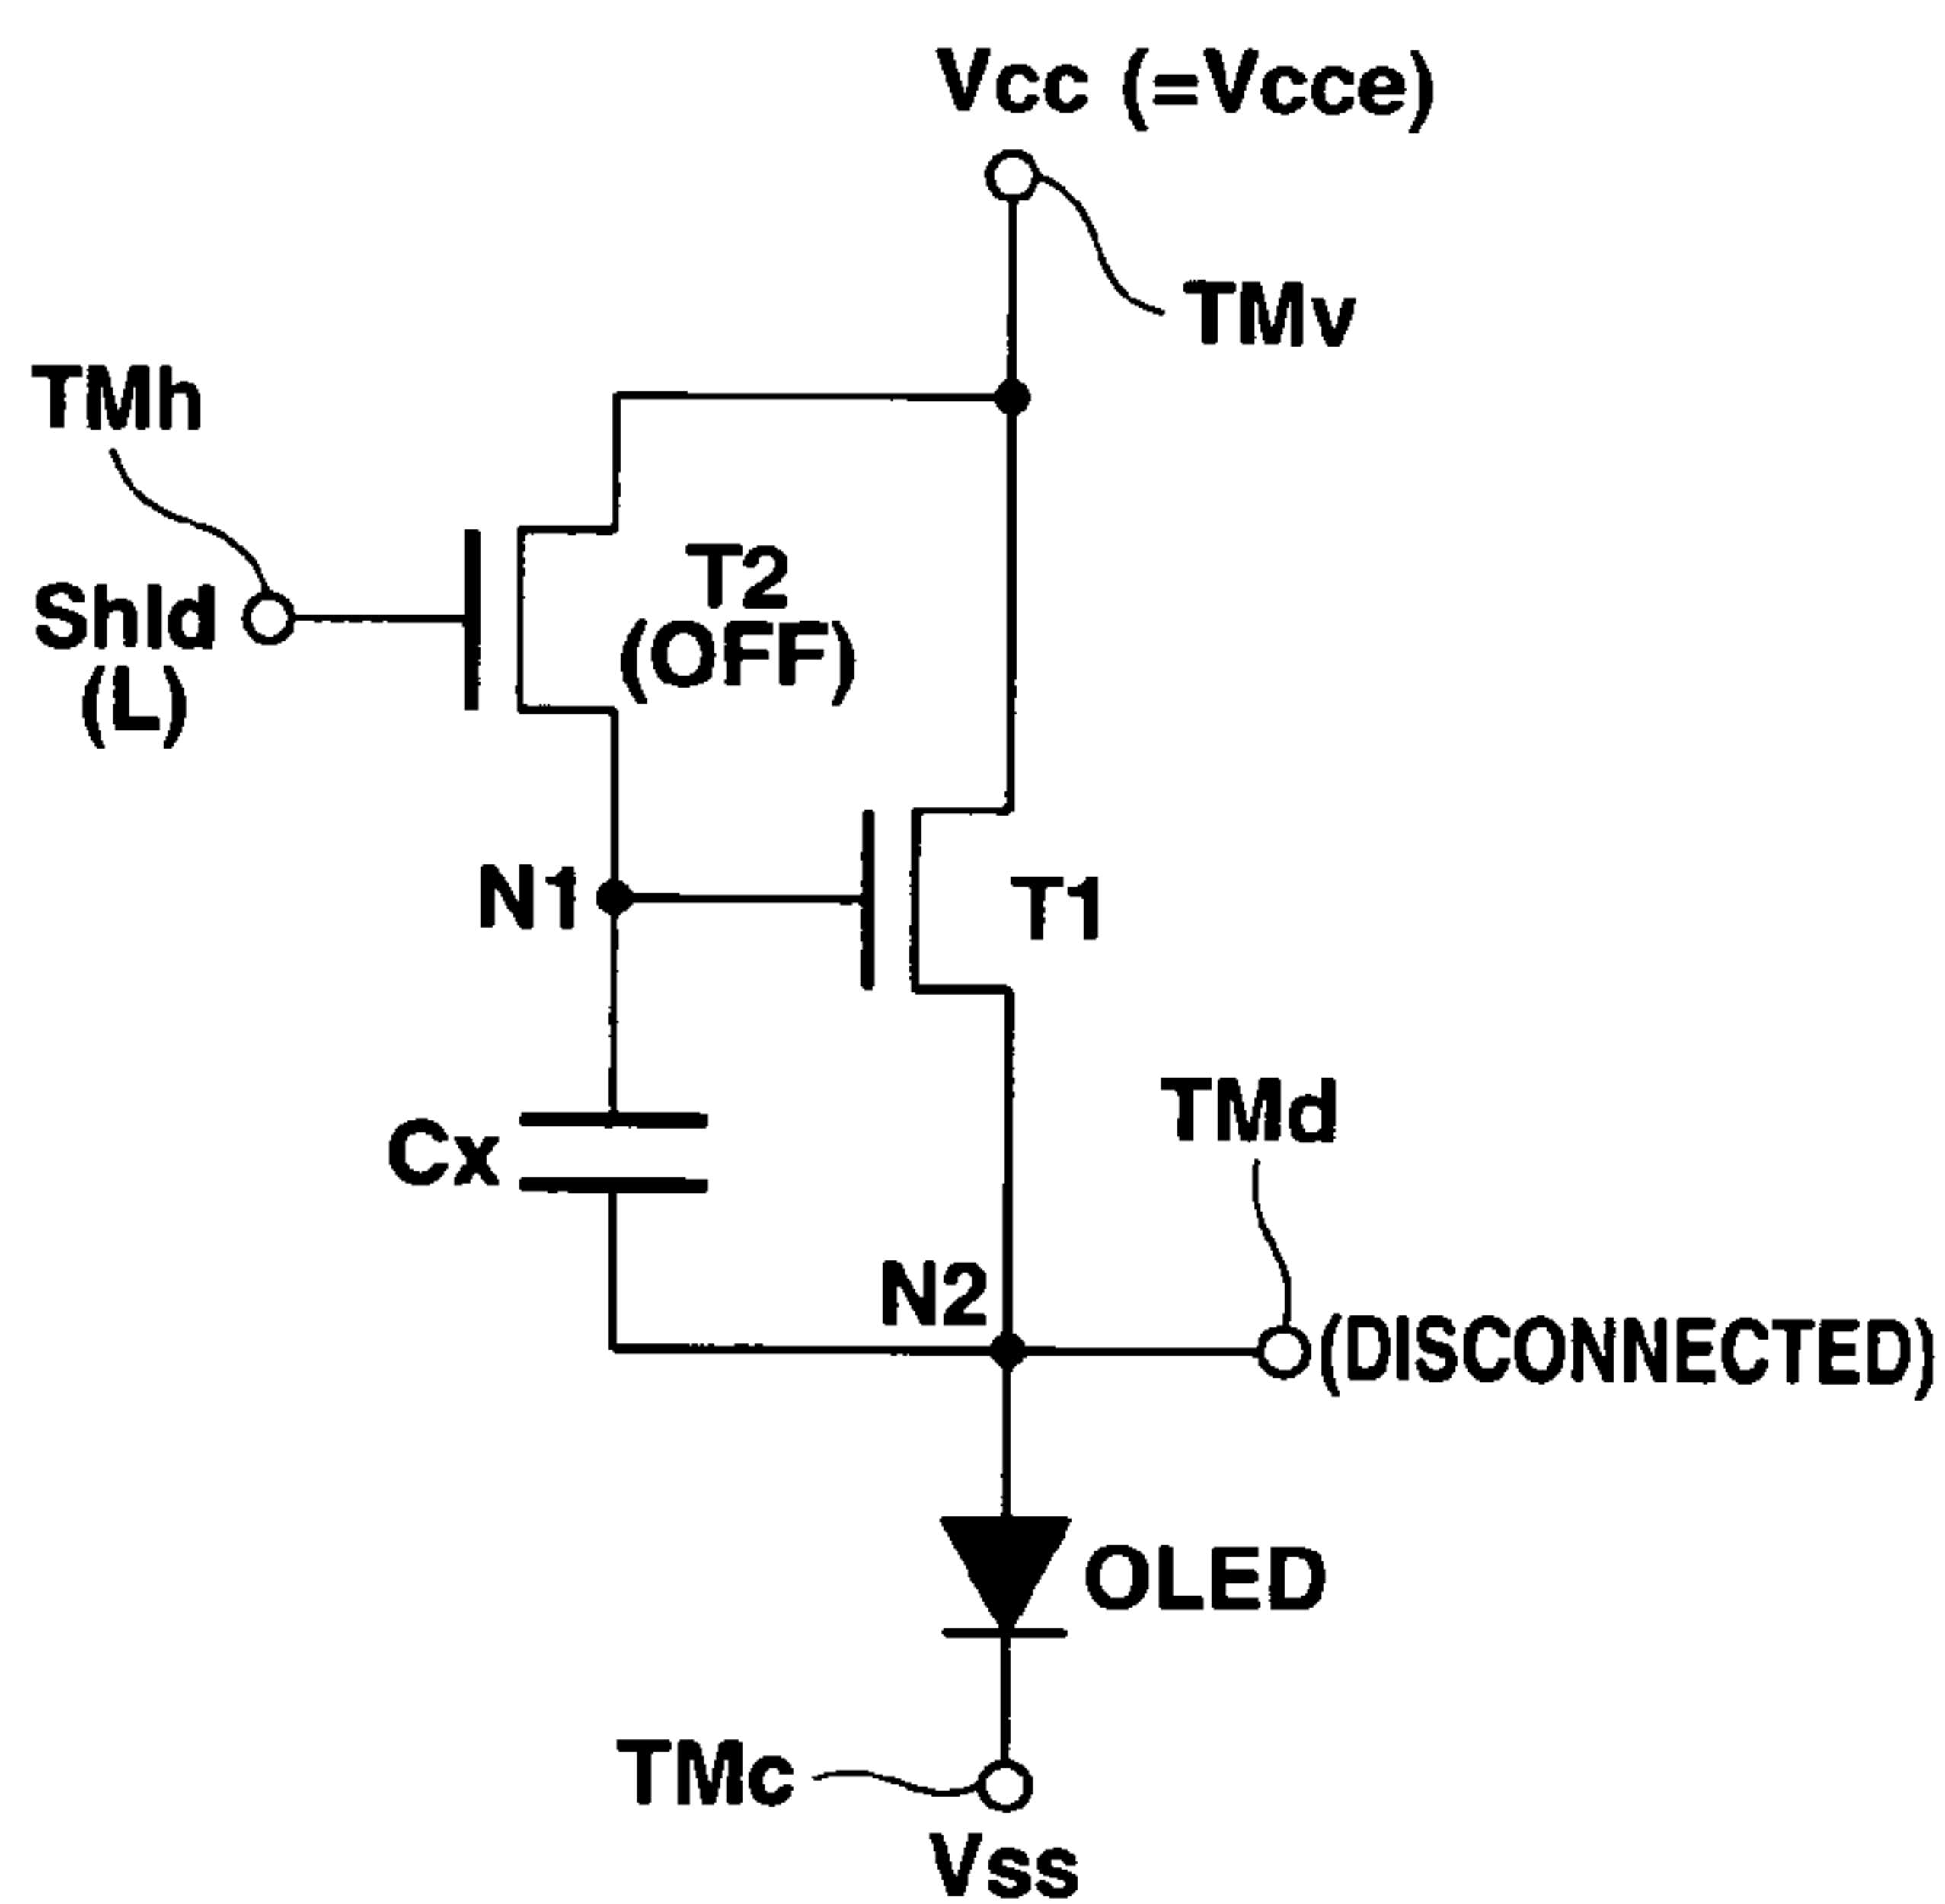 Vcc (=Vcce)
TMv
TMh
Shld
(L)
T2
(OFF)
N1
T1
Cx
TMd
N2
(DISCONNECTED)
OLED
TMc
Vss